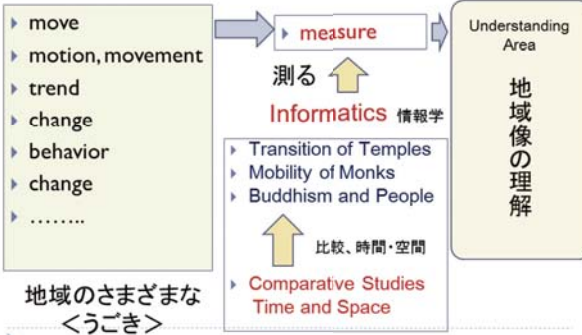 move
motion, movement
trend
change
behavior
change
……..
地域のさまざまな
＜うごき＞
measure
測る
Informatics 情報学
Transition of Temples
Mobility of Monks
Buddhism and People
比較、時間・空間
Comparative Studies
Time and Space
Understanding
Area
地域像の理解